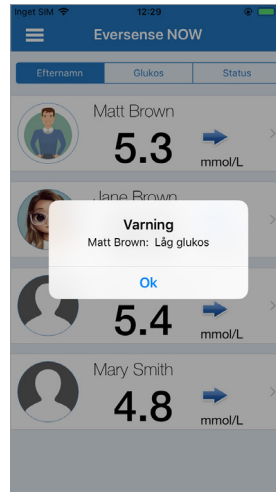 Inget SIM 12:29
Eversense NOW
Efternamn Glukos Status
Matt Brown
5.3 mmol/L
Jane Brown
Varning
Matt Brown: Låg glukos
Ok
5.4 mmol/L
Mary Smith
4.8 mmol/L